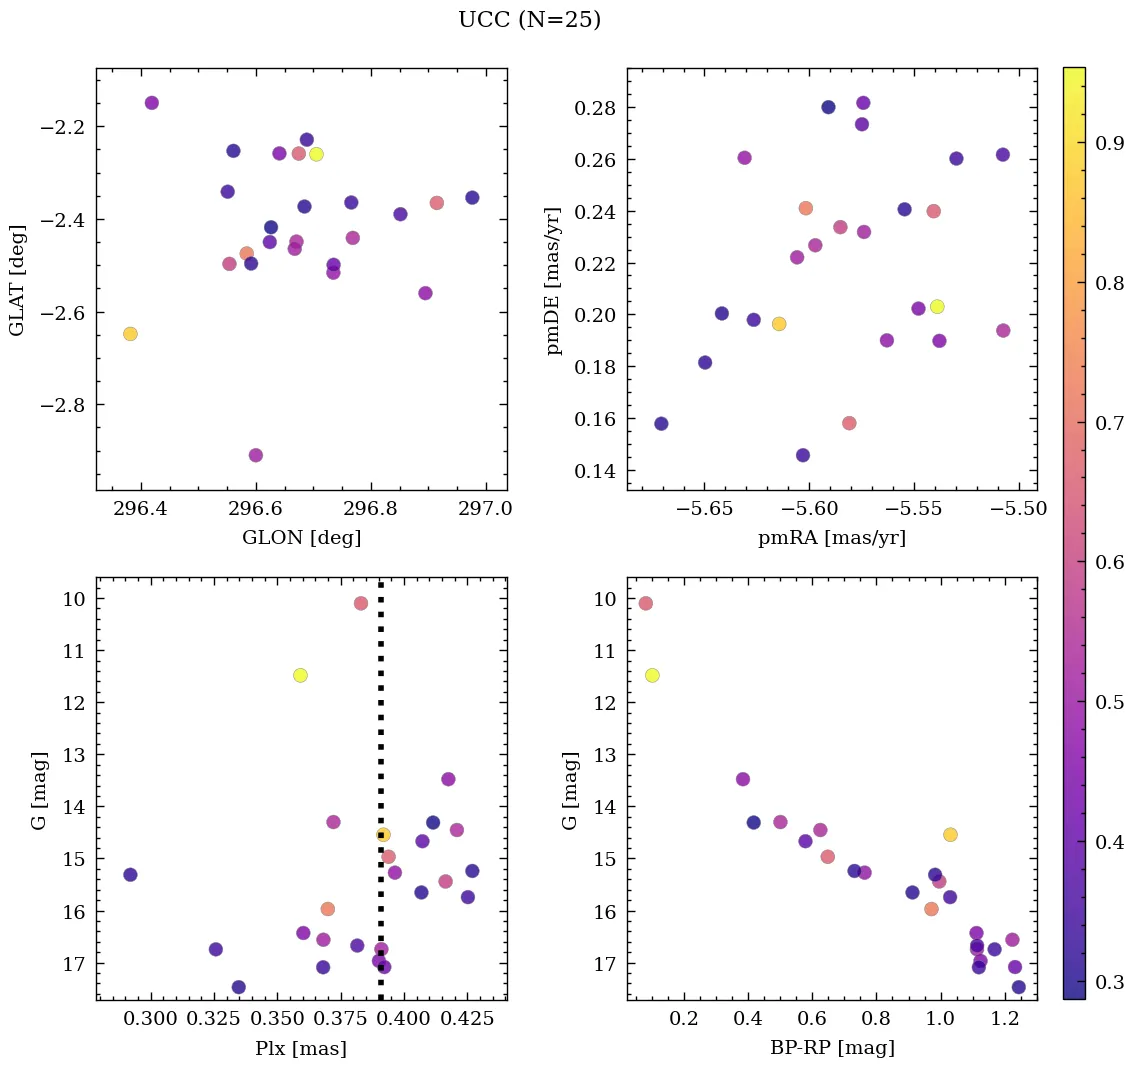 UCC (N=25)
−2.2
−2.4
−2.6
−2.8
GLAT [deg]
296.4 296.6 296.8 297.0
GLON [deg]
0.28
0.26
0.24
0.22
0.20
0.18
0.16
0.14
pmDE [mas/yr]
−5.65 −5.60 −5.55 −5.50
pmRA [mas/yr]
10
11
12
13
14
15
16
17
G [mag]
0.300 0.325 0.350 0.375 0.400 0.425
Plx [mas]
10
11
12
13
14
15
16
17
G [mag]
0.2 0.4 0.6 0.8 1.0 1.2
BP-RP [mag]
0.9
0.8
0.7
0.6
0.5
0.4
0.3